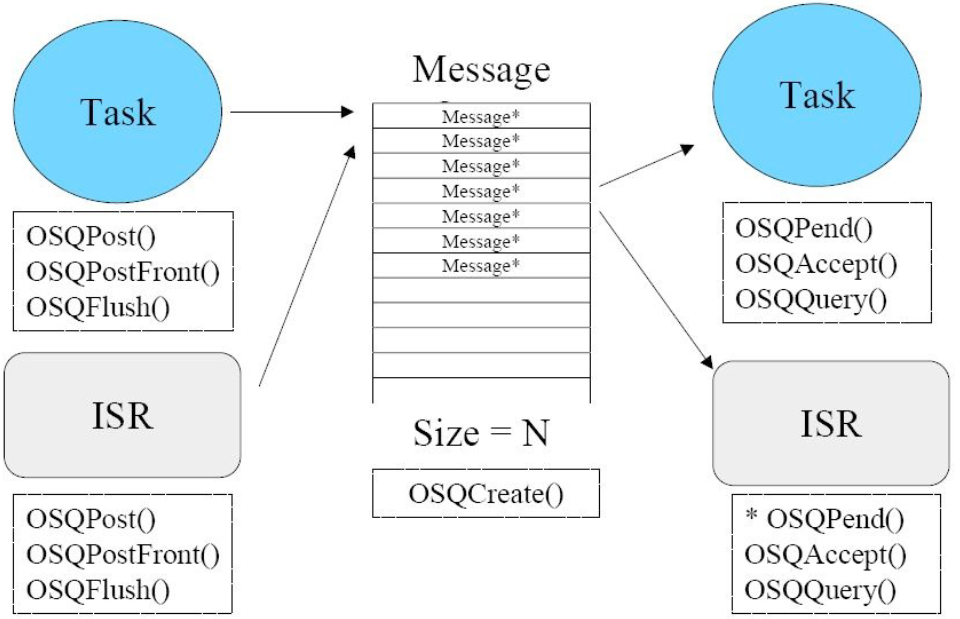 Task
OSQPost()
OSQPostFront()
OSQFlush()
ISR
OSQPost()
OSQPostFront()
OSQFlush()
Message
Message*
Message*
Message*
Message*
Message*
Message*
Message*
Size = N
OSQCreate()
Task
OSQPend()
OSQAccept()
OSQQuery()
ISR
* OSQPend()
OSQAccept()
OSQQuery()